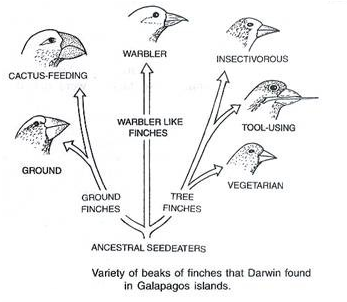 WARBLER
INSECTIVOROUS
CACTUS-FEEDING
WARBLER LIKE
FINCHES
TOOL-USING
GROUND
VEGETARIAN
GROUND
FINCHES
TREE
FINCHES
ANCESTRAL SEEDEATERS
Variety of beaks of finches that Darwin found
in Galapagos islands.